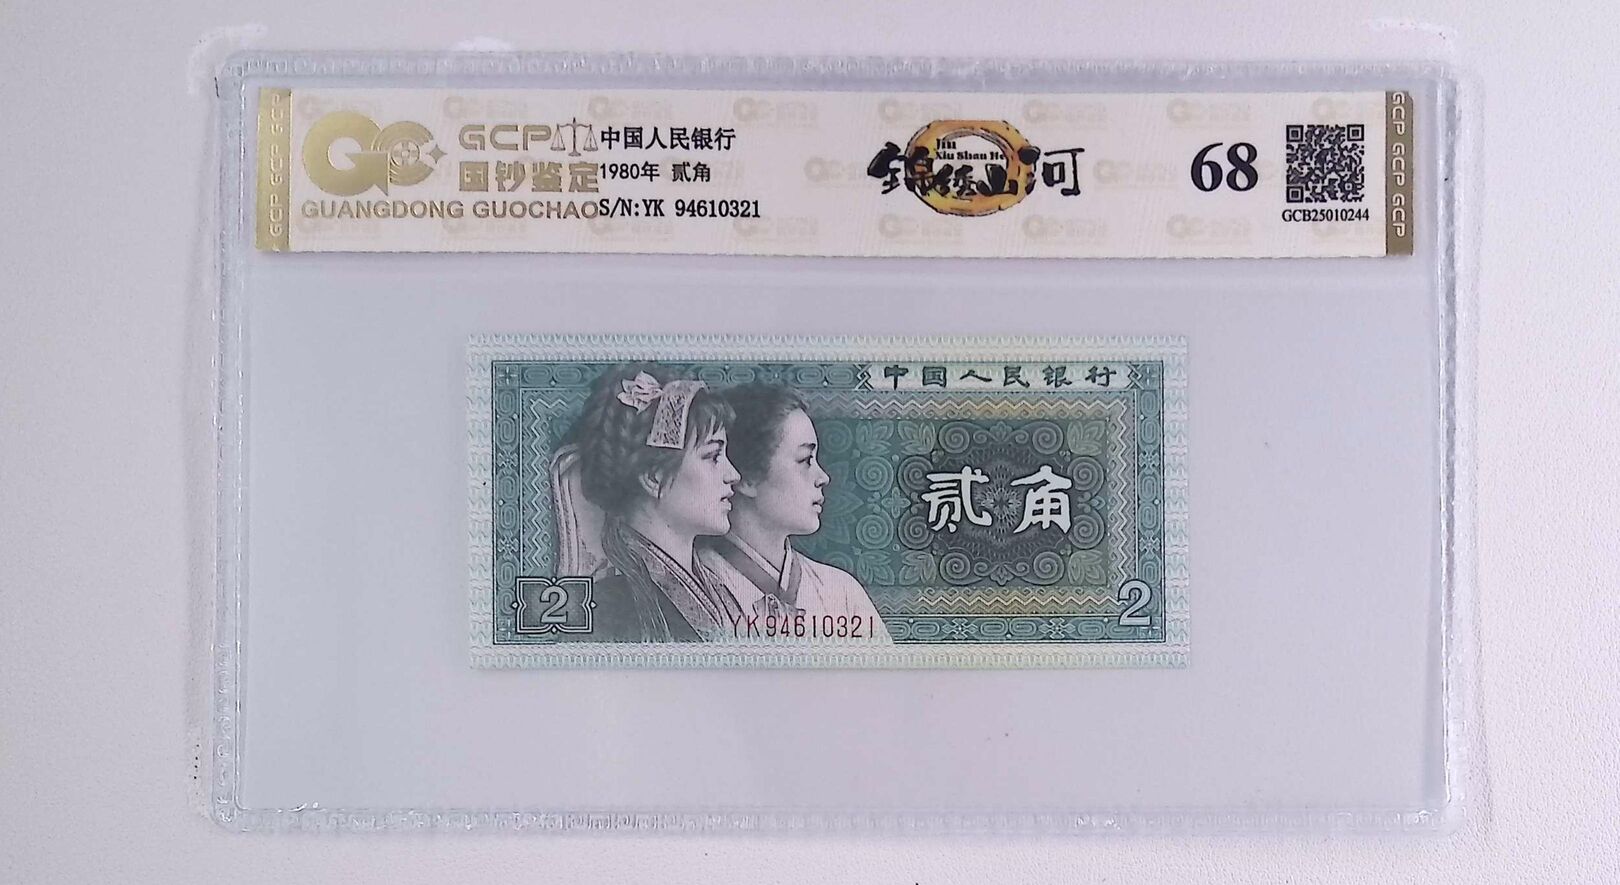 GCP
国钞鉴定
GUANGDONG GUOCHAO
中国人民银行
1980年 贰角
S/N:YK 94610321
錦绣山河
Jin
Xiu Shan He
68
GCB25010244
GCP GCP GCP
GCP GCP GCP
中国人民银行
贰角
2
2
YK94610321